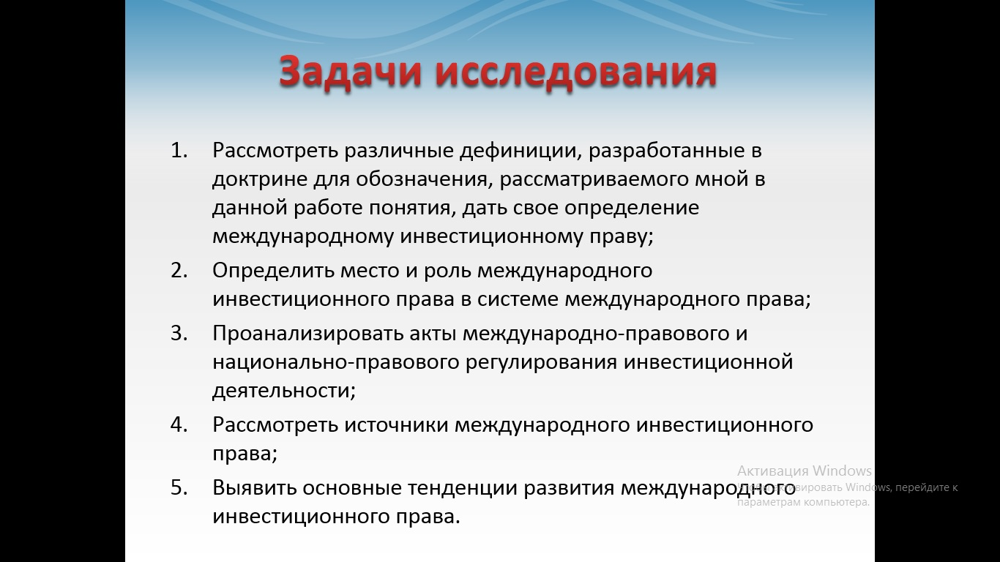 Задачи исследования
1. Рассмотреть различные дефиниции, разработанные в
доктрине для обозначения, рассматриваемого мной в
данной работе понятия, дать свое определение
международному инвестиционному праву;
2. Определить место и роль международного
инвестиционного права в системе международного права;
3. Проанализировать акты международно-правового и
национально-правового регулирования инвестиционной
деятельности;
4. Рассмотреть источники международного инвестиционного
права;
5. Выявить основные тенденции развития международного
инвестиционного права.
Активация Windows
Чтобы активировать Windows, перейдите к
параметрам компьютера.